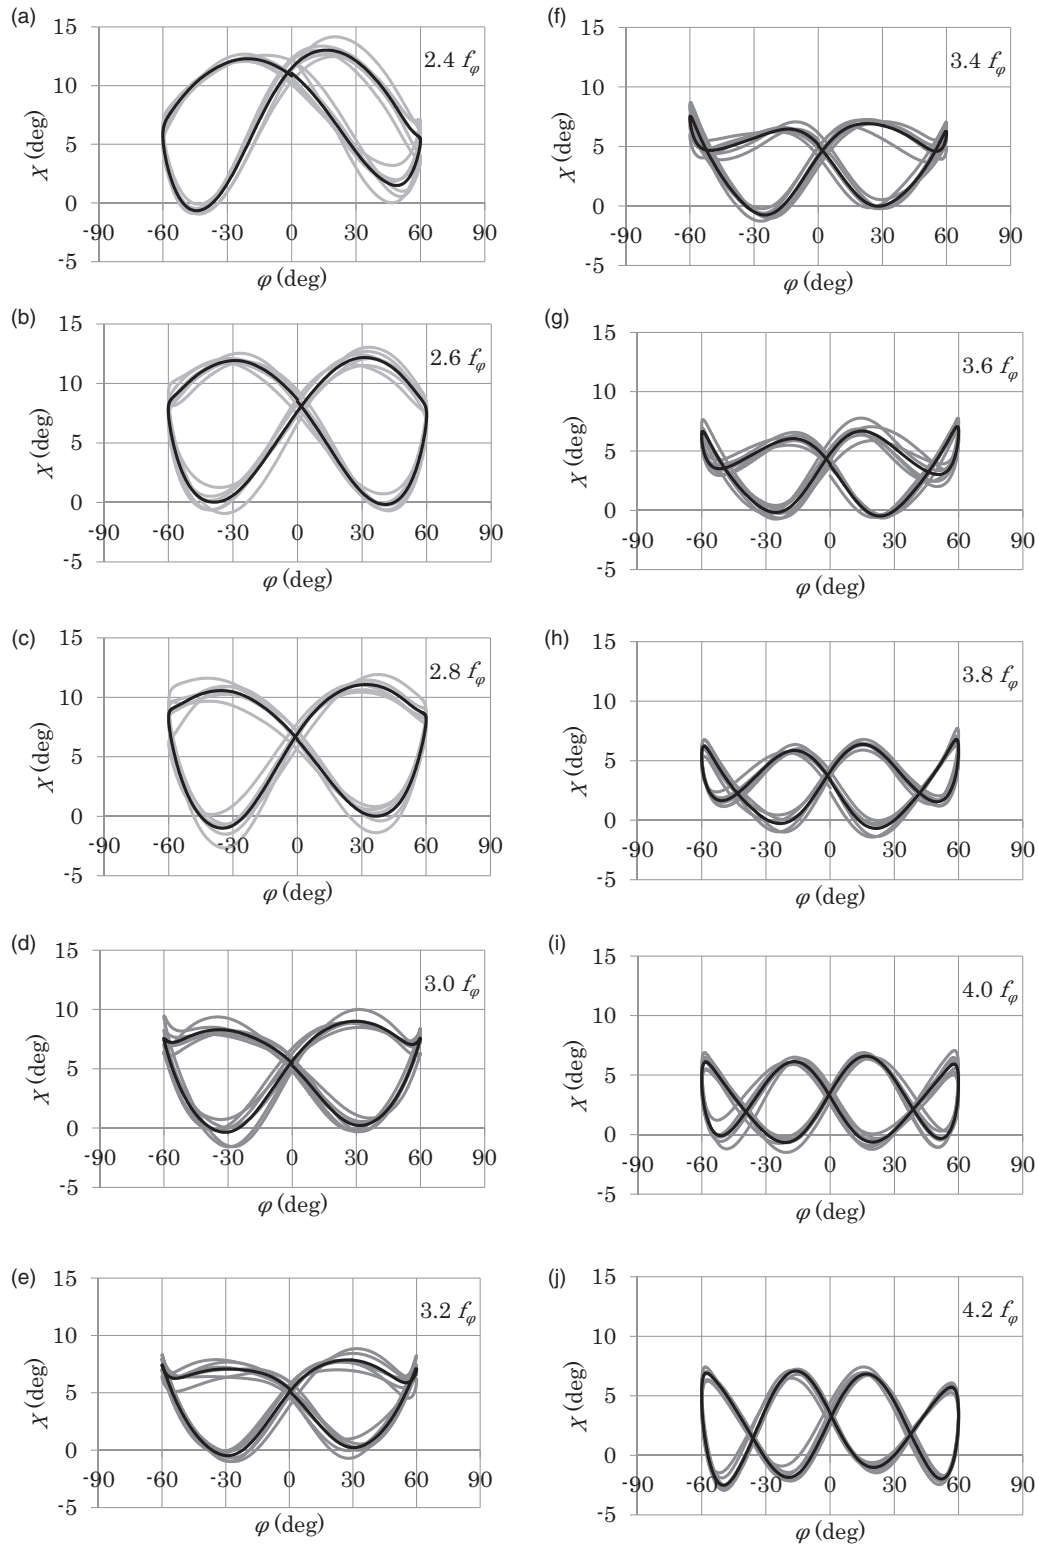 (a)
15
10
5
0
-5
X (deg)
2.4 fφ
-90 -60 -30 0 30 60 90
φ (deg)
(b)
15
10
5
0
-5
X (deg)
2.6 fφ
-90 -60 -30 0 30 60 90
φ (deg)
(c)
15
10
5
0
-5
X (deg)
2.8 fφ
-90 -60 -30 0 30 60 90
φ (deg)
(d)
15
10
5
0
-5
X (deg)
3.0 fφ
-90 -60 -30 0 30 60 90
φ (deg)
(e)
15
10
5
0
-5
X (deg)
3.2 fφ
-90 -60 -30 0 30 60 90
φ (deg)
(f)
15
10
5
0
-5
X (deg)
3.4 fφ
-90 -60 -30 0 30 60 90
φ (deg)
(g)
15
10
5
0
-5
X (deg)
3.6 fφ
-90 -60 -30 0 30 60 90
φ (deg)
(h)
15
10
5
0
-5
X (deg)
3.8 fφ
-90 -60 -30 0 30 60 90
φ (deg)
(i)
15
10
5
0
-5
X (deg)
4.0 fφ
-90 -60 -30 0 30 60 90
φ (deg)
(j)
15
10
5
0
-5
X (deg)
4.2 fφ
-90 -60 -30 0 30 60 90
φ (deg)